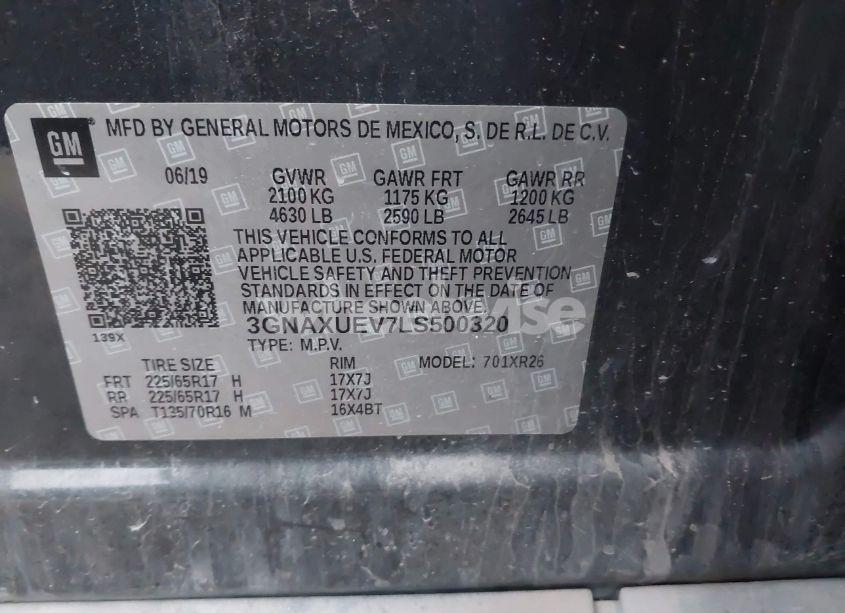 GM
MFD BY GENERAL MOTORS DE MEXICO, S. DE R.L. DE C.V.
06/19 GVWR GAWR FRT GAWR RR
2100 KG 1175 KG 1200 KG
4630 LB 2590 LB 2645 LB
THIS VEHICLE CONFORMS TO ALL
APPLICABLE U.S. FEDERAL MOTOR
VEHICLE SAFETY AND THEFT PREVENTION
STANDARDS IN EFFECT ON THE DATE OF
MANUFACTURE SHOWN ABOVE.
3GNAXUEV7LS500320
139X
TYPE: M.P.V.
TIRE SIZE RIM MODEL: 701XR26
FRT 225/65R17 H 17X7J
RR 225/65R17 H 17X7J
SPA T135/70R16 M 16X4BT